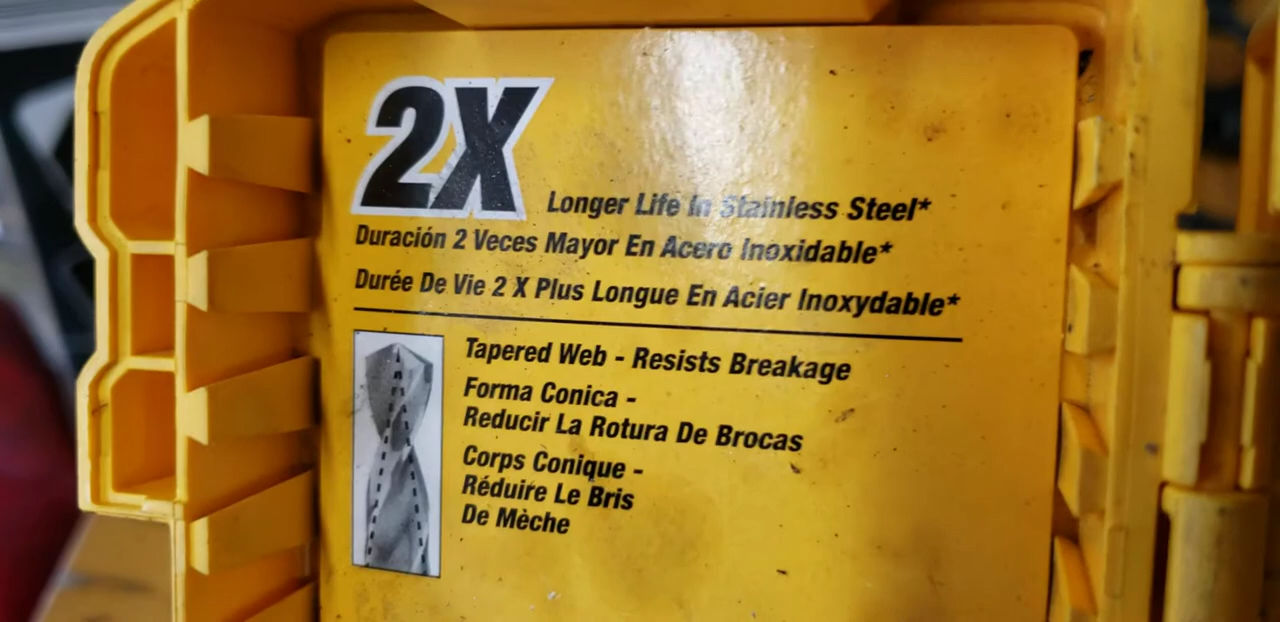 2X Longer Life In Stainless Steel*
Duración 2 Veces Mayor En Acero Inoxidable*
Durée De Vie 2 X Plus Longue En Acier Inoxydable*
Tapered Web - Resists Breakage
Forma Conica -
Reducir La Rotura De Brocas
Corps Conique -
Réduire Le Bris
De Mèche